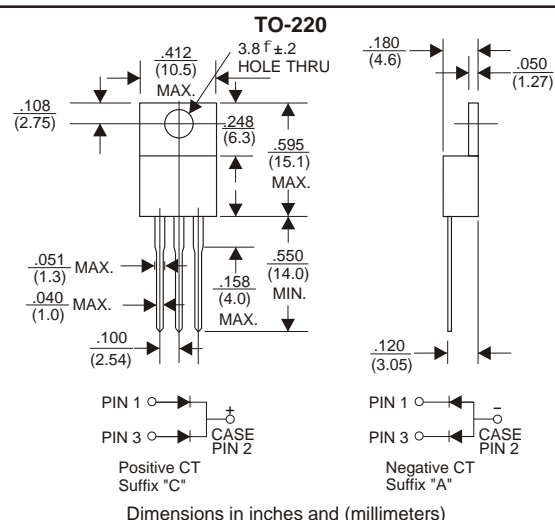 TO-220
.412
(10.5)
MAX.
3.8 f ±.2
HOLE THRU
.180
(4.6)
.050
(1.27)
.108
(2.75)
.248
(6.3)
.595
(15.1)
MAX.
.051
(1.3)
MAX.
.158
(4.0)
MAX.
.550
(14.0)
MIN.
.040
(1.0)
MAX.
.100
(2.54)
.120
(3.05)
PIN 1
+
PIN 3
CASE
PIN 2
Positive CT
Suffix "C"
PIN 1
−
PIN 3
CASE
PIN 2
Negative CT
Suffix "A"
Dimensions in inches and (millimeters)